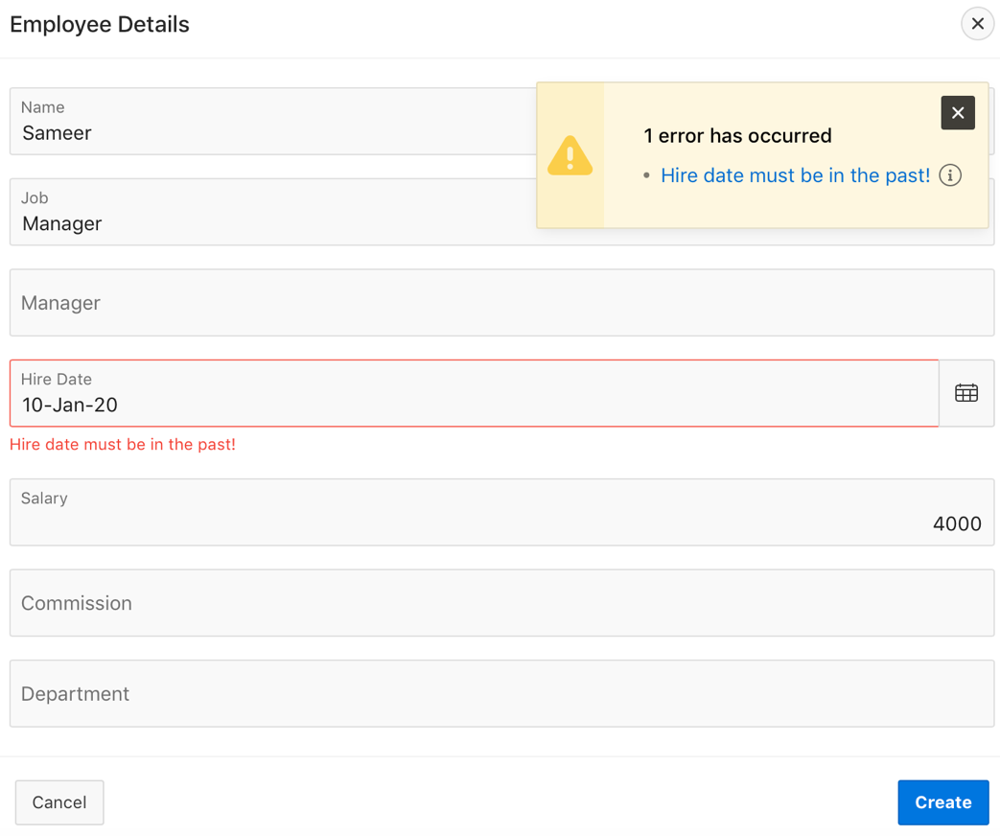 Employee Details
Name
Sameer
1 error has occurred
Hire date must be in the past!
Job
Manager
Manager
Hire Date
10-Jan-20
Hire date must be in the past!
Salary
4000
Commission
Department
Cancel
Create